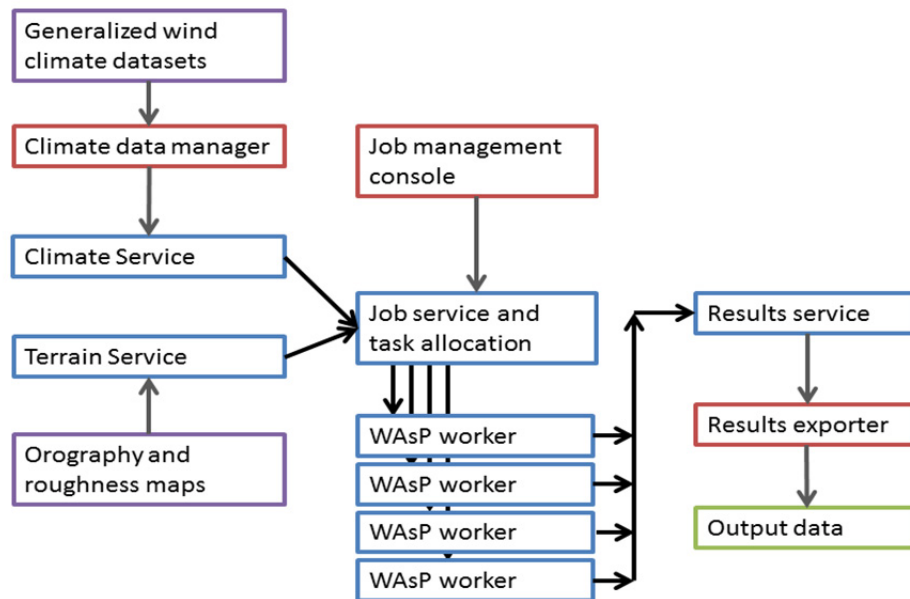 Generalized wind
climate datasets
Climate data manager
Job management
console
Climate Service
Job service and
task allocation
Results service
Terrain Service
WAsP worker
Results exporter
Orography and
roughness maps
WAsP worker
WAsP worker
Output data
WAsP worker